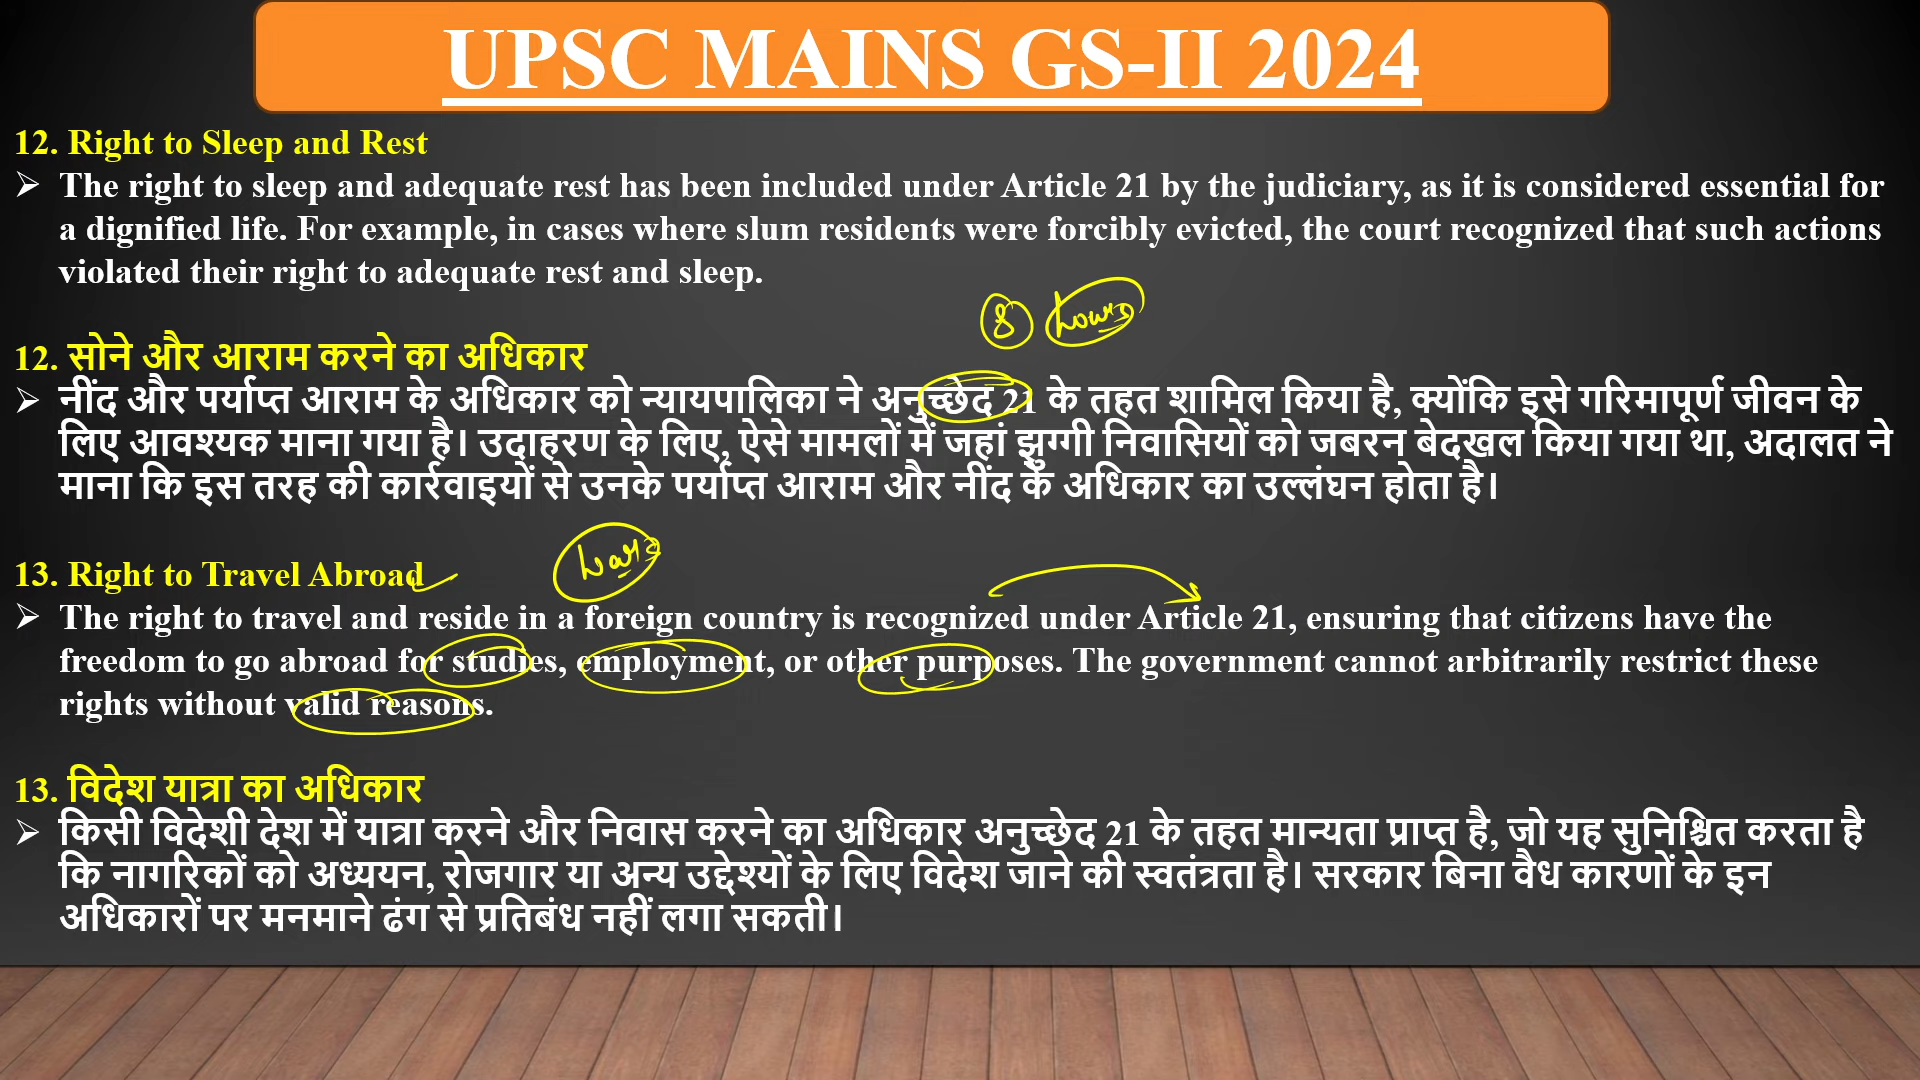 UPSC MAINS GS-II 2024
12. Right to Sleep and Rest
➢ The right to sleep and adequate rest has been included under Article 21 by the judiciary, as it is considered essential for
a dignified life. For example, in cases where slum residents were forcibly evicted, the court recognized that such actions
violated their right to adequate rest and sleep.
8 hours
12. सोने और आराम करने का अधिकार
➢ नींद और पर्याप्त आराम के अधिकार को न्यायपालिका ने अनुच्छेद 21 के तहत शामिल किया है, क्योंकि इसे गरिमापूर्ण जीवन के
लिए आवश्यक माना गया है। उदाहरण के लिए, ऐसे मामलों में जहां झुग्गी निवासियों को जबरन बेदखल किया गया था, अदालत ने
माना कि इस तरह की कार्रवाइयों से उनके पर्याप्त आराम और नींद के अधिकार का उल्लंघन होता है।
13. Right to Travel Abroad
➢ The right to travel and reside in a foreign country is recognized under Article 21, ensuring that citizens have the
freedom to go abroad for studies, employment, or other purposes. The government cannot arbitrarily restrict these
rights without valid reasons.
13. विदेश यात्रा का अधिकार
➢ किसी विदेशी देश में यात्रा करने और निवास करने का अधिकार अनुच्छेद 21 के तहत मान्यता प्राप्त है, जो यह सुनिश्चित करता है
कि नागरिकों को अध्ययन, रोजगार या अन्य उद्देश्यों के लिए विदेश जाने की स्वतंत्रता है। सरकार बिना वैध कारणों के इन
अधिकारों पर मनमाने ढंग से प्रतिबंध नहीं लगा सकती।